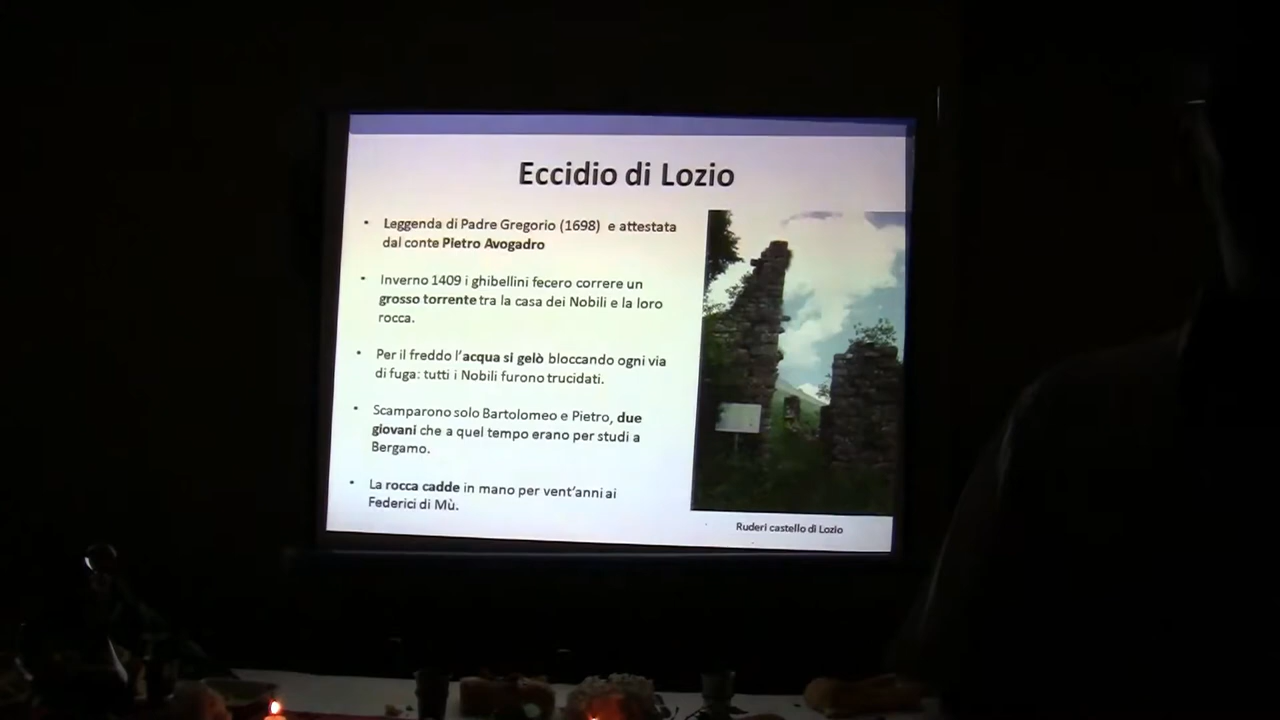 Eccidio di Lozio
• Leggenda di Padre Gregorio (1698) e attestata
dal conte Pietro Avogadro
• Inverno 1409 i ghibellini fecero correre un
grosso torrente tra la casa dei Nobili e la loro
rocca.
• Per il freddo l'acqua si gelò bloccando ogni via
di fuga: tutti i Nobili furono trucidati.
• Scamparono solo Bartolomeo e Pietro, due
giovani che a quel tempo erano per studi a
Bergamo.
• La rocca cadde in mano per vent'anni ai
Federici di Mù.
Ruderi castello di Lozio